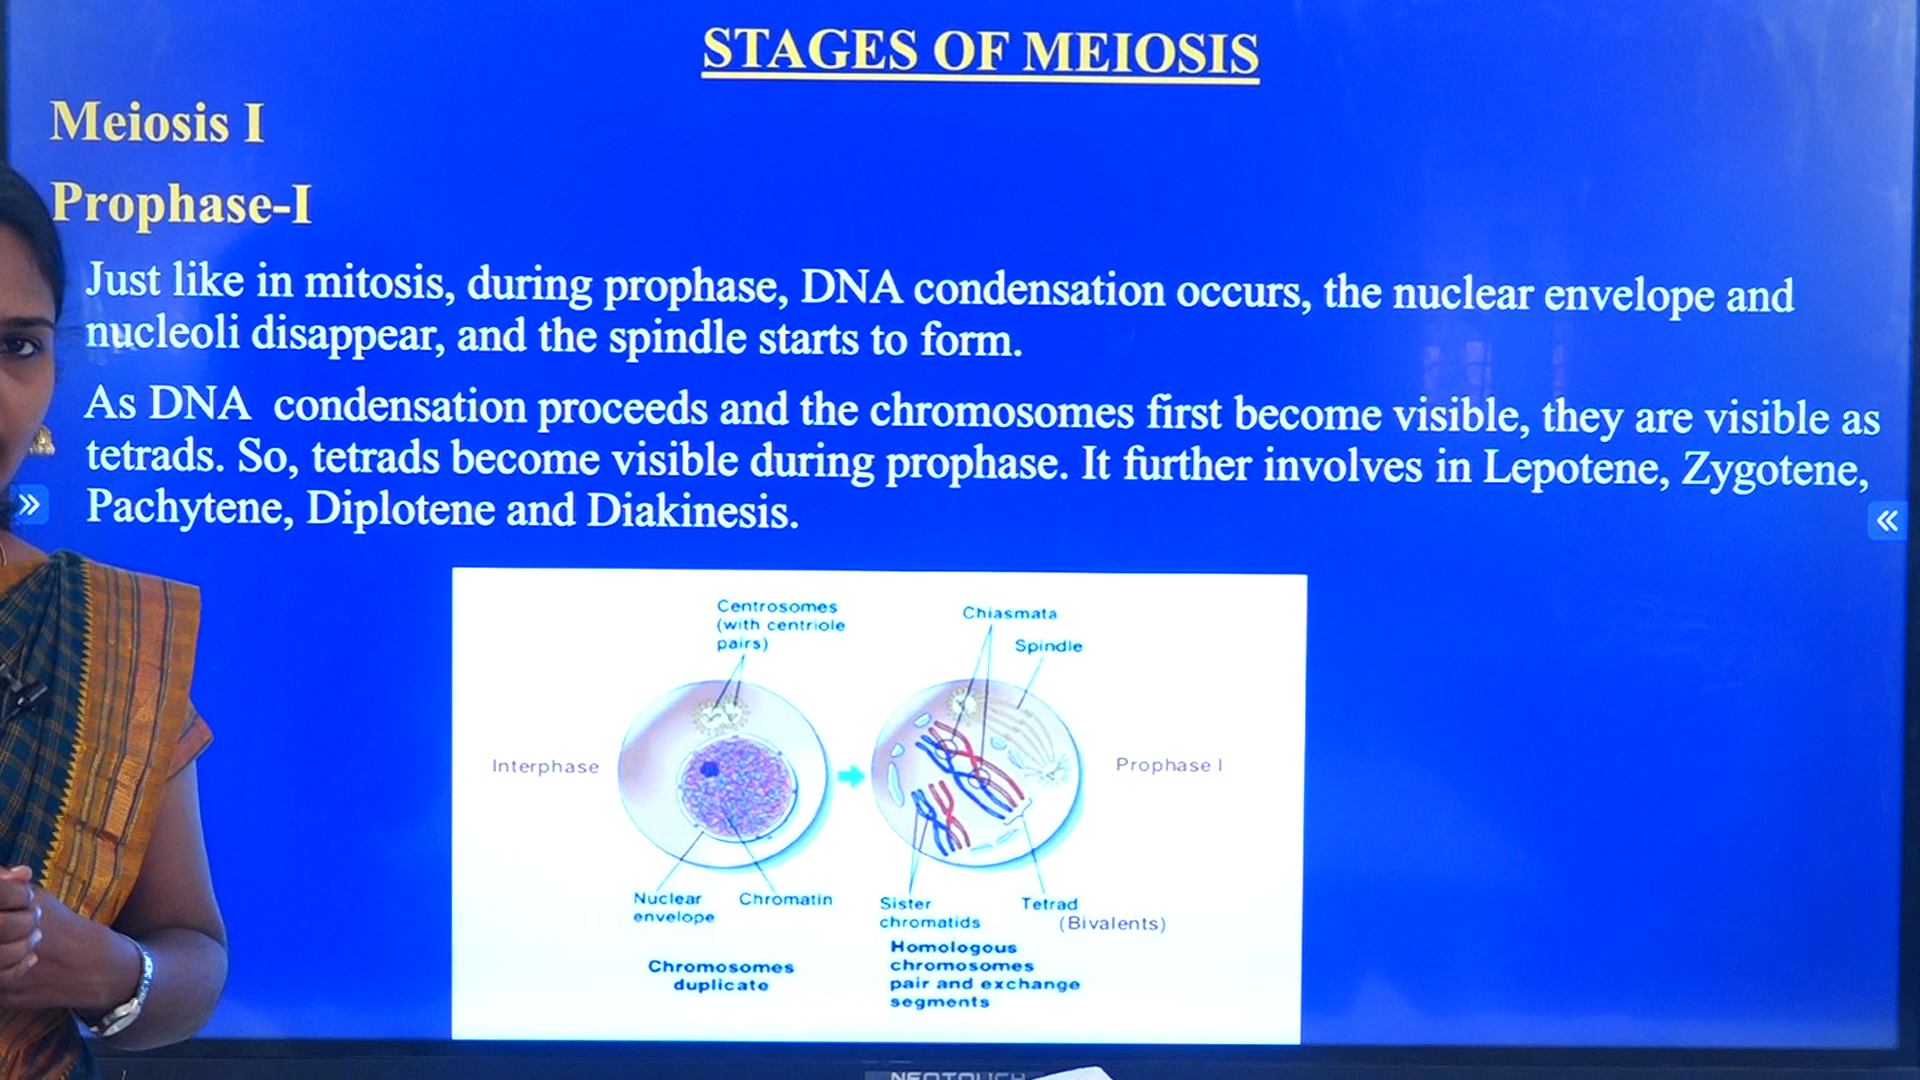 STAGES OF MEIOSIS
Meiosis I
Prophase-I
Just like in mitosis, during prophase, DNA condensation occurs, the nuclear envelope and
nucleoli disappear, and the spindle starts to form.
As DNA condensation proceeds and the chromosomes first become visible, they are visible as
tetrads. So, tetrads become visible during prophase. It further involves in Lepotene, Zygotene,
Pachytene, Diplotene and Diakinesis.
Centrosomes
(with centriole
pairs)
Chiasmata
Spindle
Interphase
Prophase I
Nuclear
envelope
Chromatin
Sister
chromatids
Tetrad
(Bivalents)
Chromosomes
duplicate
Homologous
chromosomes
pair and exchange
segments